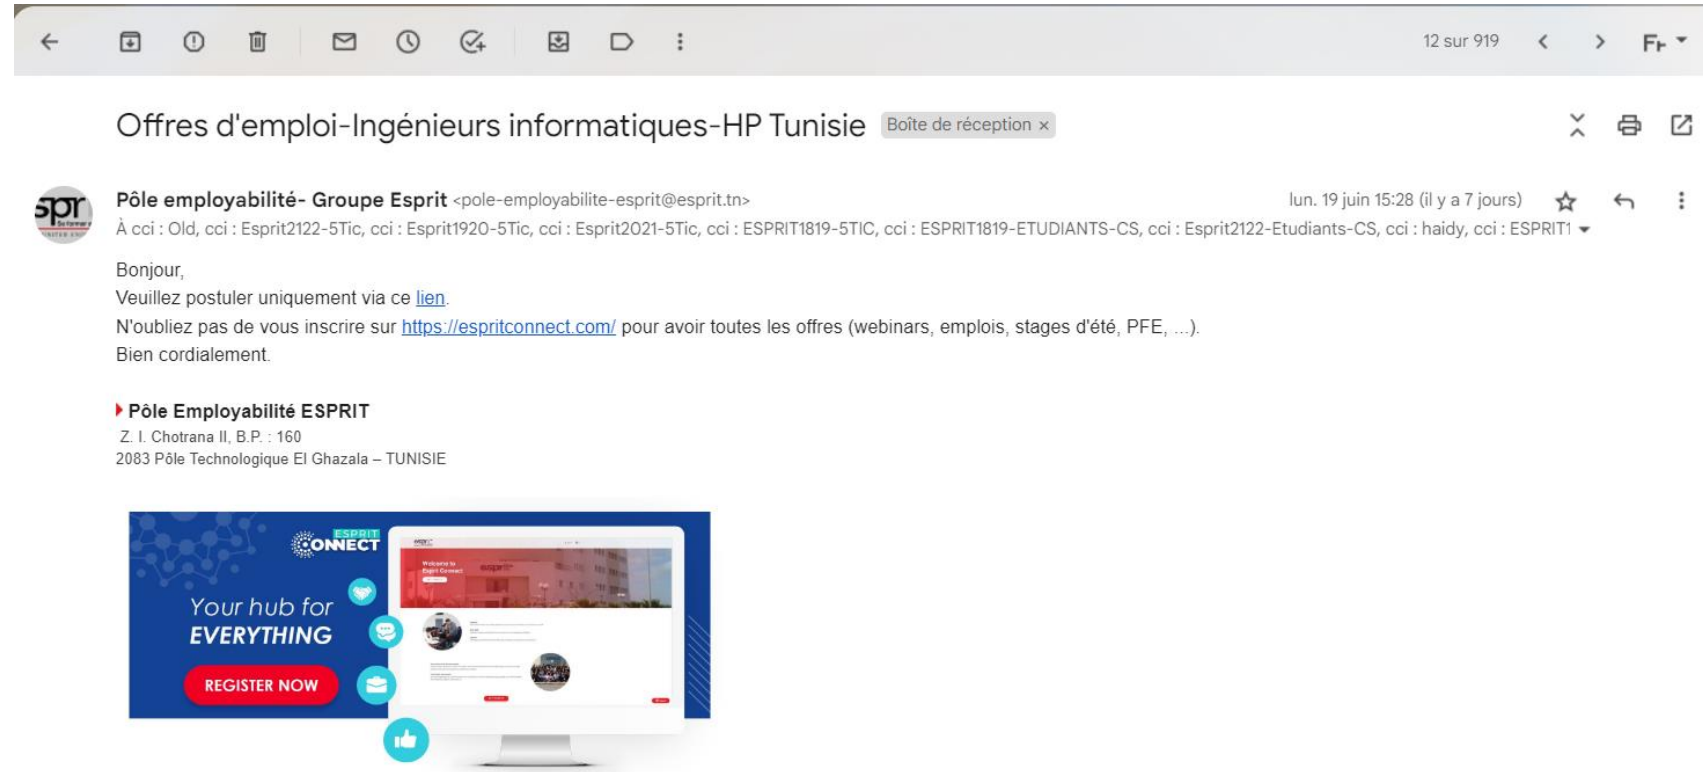 12 sur 919
Offres d'emploi-Ingénieurs informatiques-HP Tunisie Boîte de réception ×
Pôle employabilité- Groupe Esprit <pole-employabilite-esprit@esprit.tn> lun. 19 juin 15:28 (il y a 7 jours)
À cci : Old, cci : Esprit2122-5Tic, cci : Esprit1920-5Tic, cci : Esprit2021-5Tic, cci : ESPRIT1819-5TIC, cci : ESPRIT1819-ETUDIANTS-CS, cci : Esprit2122-Etudiants-CS, cci : haidy, cci : ESPRIT1
Bonjour,
Veuillez postuler uniquement via ce lien.
N'oubliez pas de vous inscrire sur https://espritconnect.com/ pour avoir toutes les offres (webinars, emplois, stages d'été, PFE, ...).
Bien cordialement.
Pôle Employabilité ESPRIT
Z. I. Chotrana II, B.P. : 160
2083 Pôle Technologique El Ghazala – TUNISIE
ESPRIT
CONNECT
Your hub for
EVERYTHING
REGISTER NOW
Welcome to
Esprit Connect